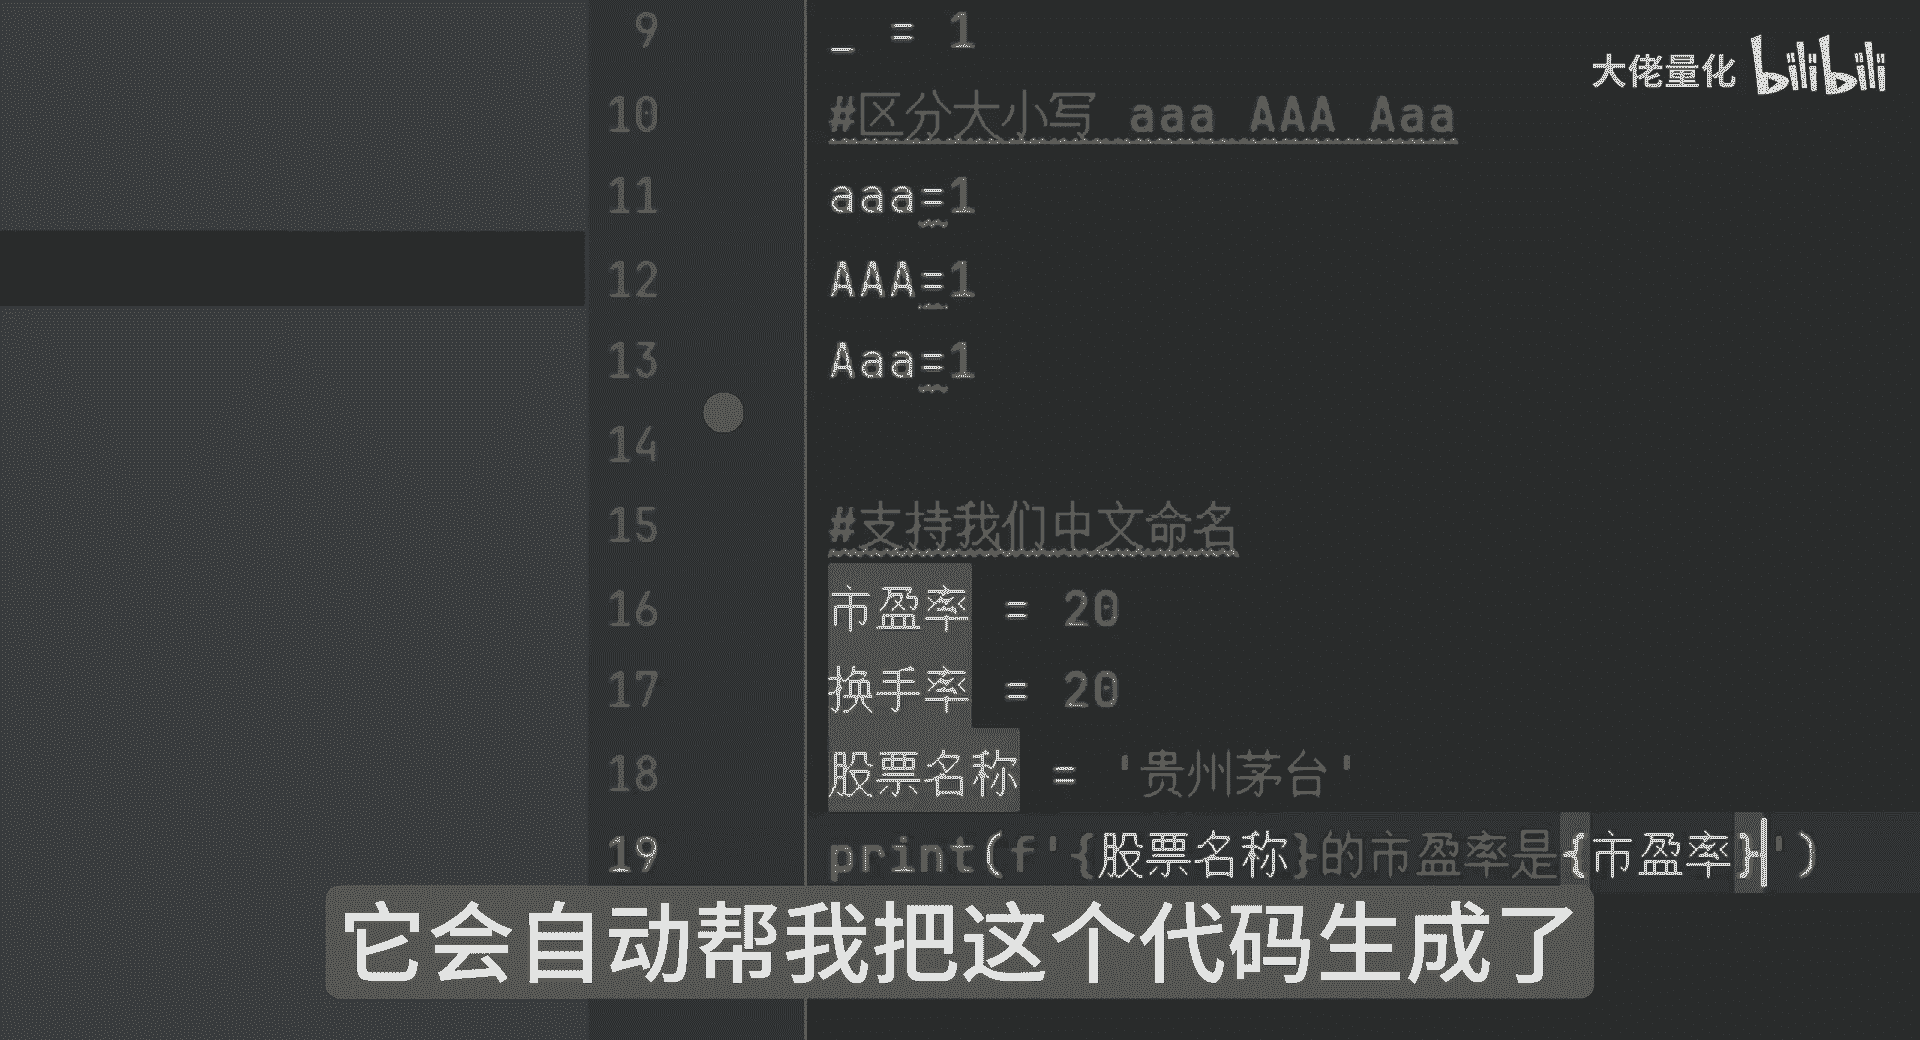 大佬量化 bilibili
9 _ = 1
10 #区分大小写 aaa AAA Aaa
11 aaa=1
12 AAA=1
13 Aaa=1
14
15 #支持我们中文命名
16 市盈率 = 20
17 换手率 = 20
18 股票名称 = '贵州茅台'
19 print(f'{股票名称}的市盈率是{市盈率}')
它会自动帮我把这个代码生成了